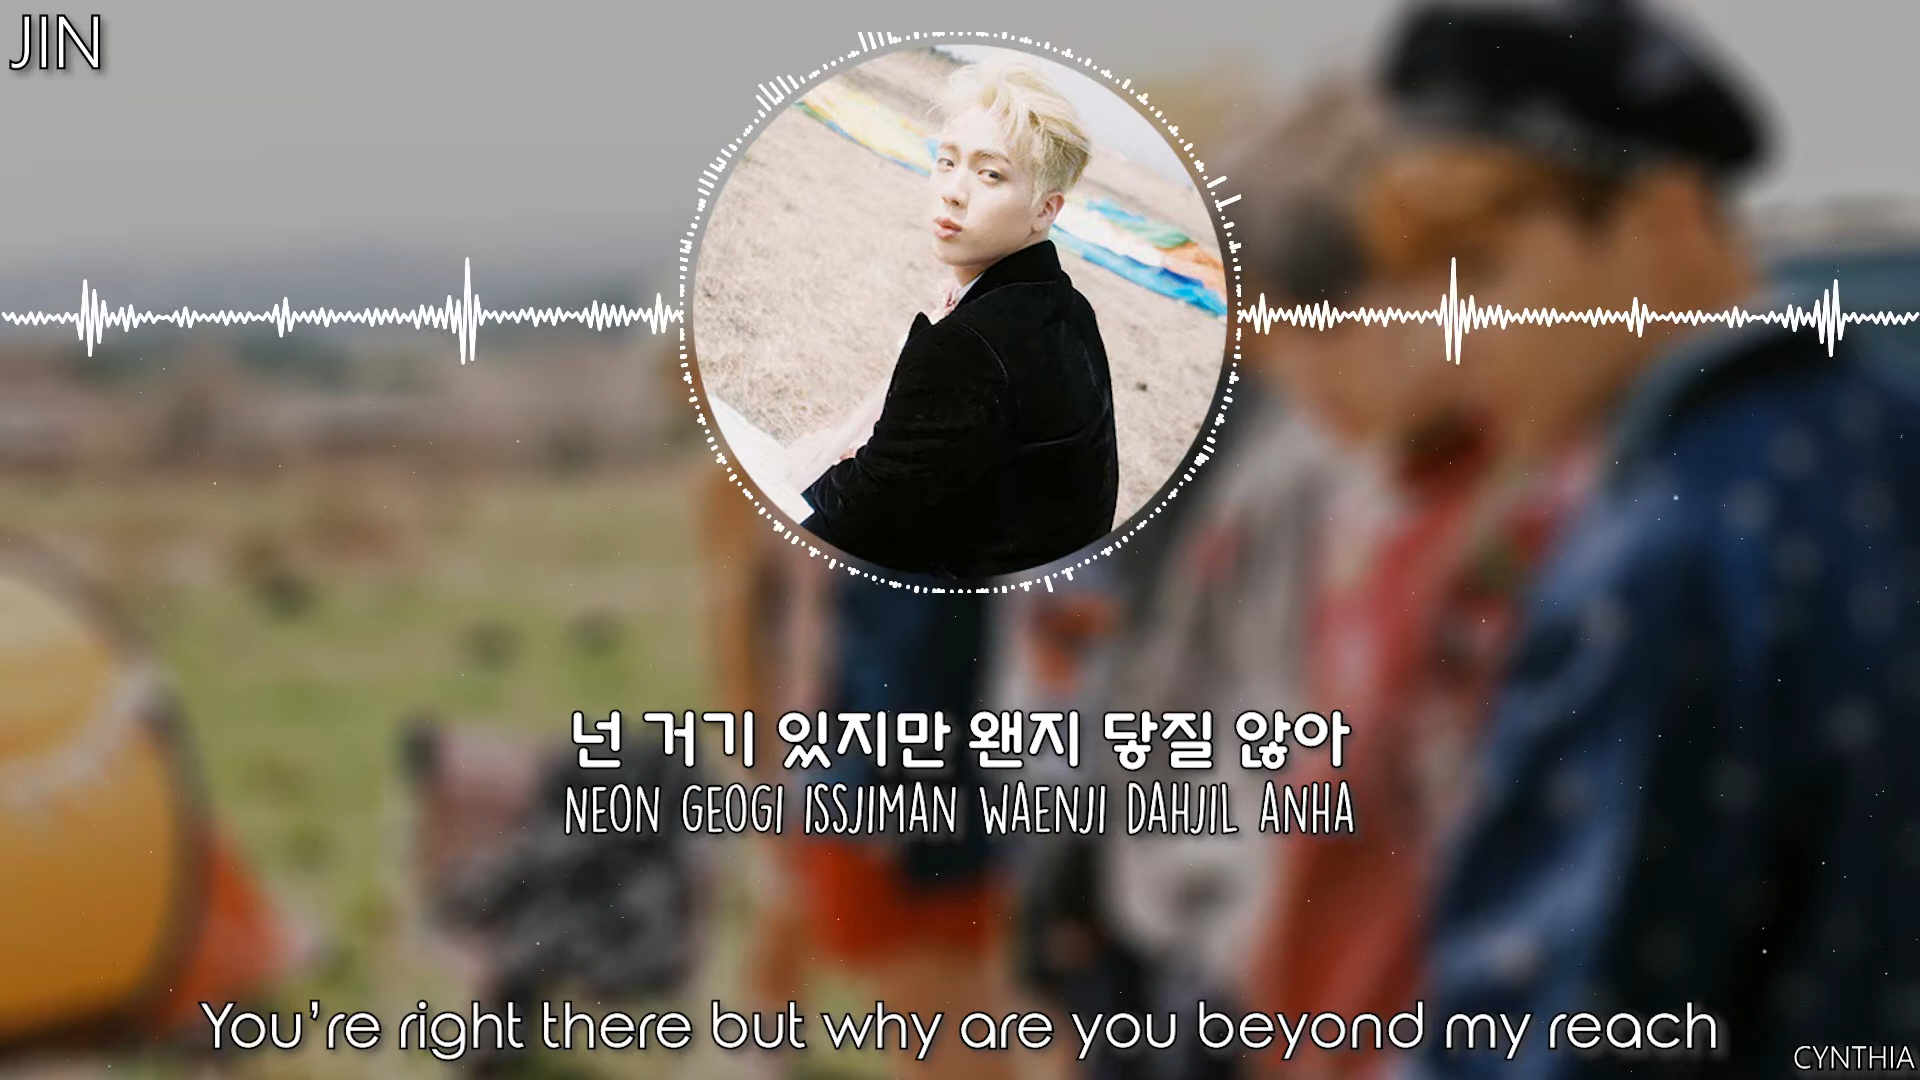 JIN
넌 거기 있지만 왠지 닿질 않아
NEON GEOGI ISSJIMAN WAENJI DAHJIL ANHA
You're right there but why are you beyond my reach
CYNTHIA